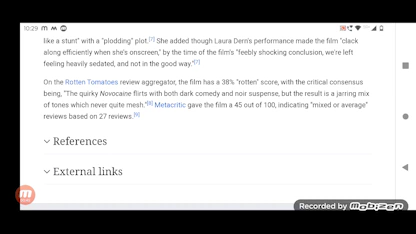 10:29
like a stunt" with a "plodding" plot.[7] She added though Laura Dern's performance made the film "clack
along efficiently when she's onscreen," by the time of the film's "feebly shocking conclusion, we're left
feeling heavily sedated, and not in the good way."[7]
On the Rotten Tomatoes review aggregator, the film has a 38% "rotten" score, with the critical consensus
being, "The quirky Novocaine flirts with both dark comedy and noir suspense, but the result is a jarring mix
of tones which never quite mesh."[8] Metacritic gave the film a 45 out of 100, indicating "mixed or average"
reviews based on 27 reviews.[9]
References
External links
Recorded by Mobizen